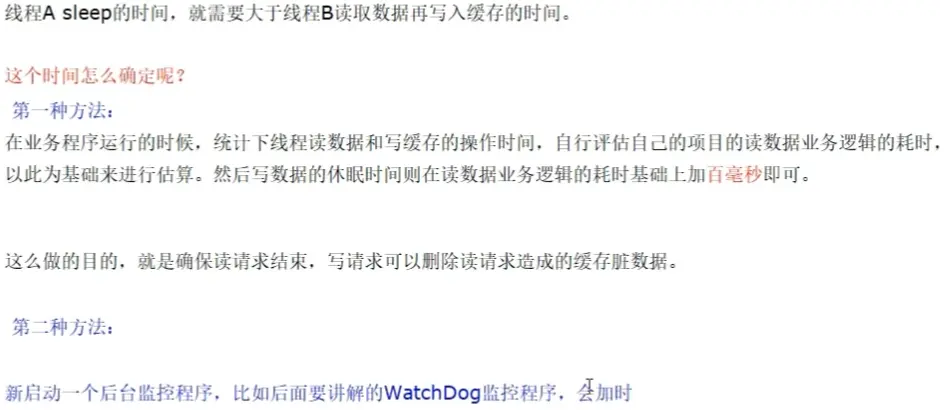 线程A sleep的时间，就需要大于线程B读取数据再写入缓存的时间。
这个时间怎么确定呢？
第一种方法：
在业务程序运行的时候，统计下线程读数据和写缓存的操作时间，自行评估自己的项目的读数据业务逻辑的耗时，
以此为基础来进行估算。然后写数据的休眠时间则在读数据业务逻辑的耗时基础上加百毫秒即可。
这么做的目的，就是确保读请求结束，写请求可以删除读请求造成的缓存脏数据。
第二种方法：
新启动一个后台监控程序，比如后面要讲解的WatchDog监控程序，会加时